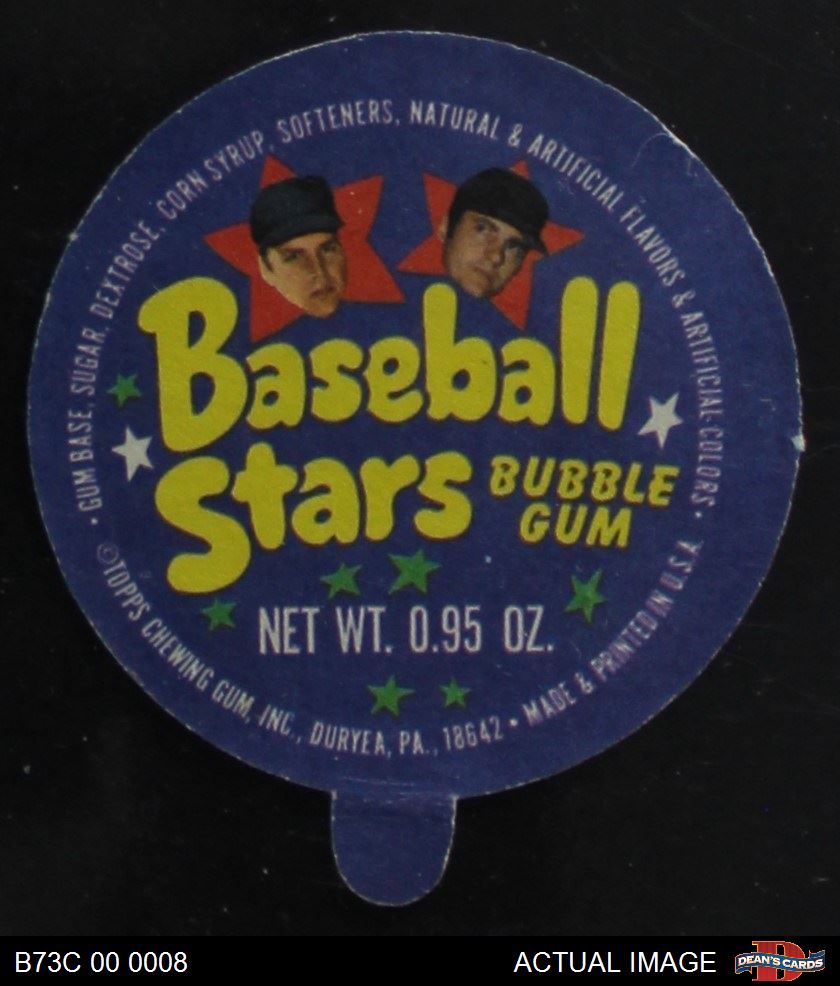 • GUM BASE, SUGAR, DEXTROSE, CORN SYRUP, SOFTENERS, NATURAL & ARTIFICIAL FLAVORS & ARTIFICIAL COLORS •
Baseball
Stars BUBBLE
GUM
NET WT. 0.95 OZ.
©TOPPS CHEWING GUM, INC., DURYEA, PA., 18642 • MADE & PRINTED IN U.S.A.
B73C 00 0008
ACTUAL IMAGE
DEAN'S CARDS